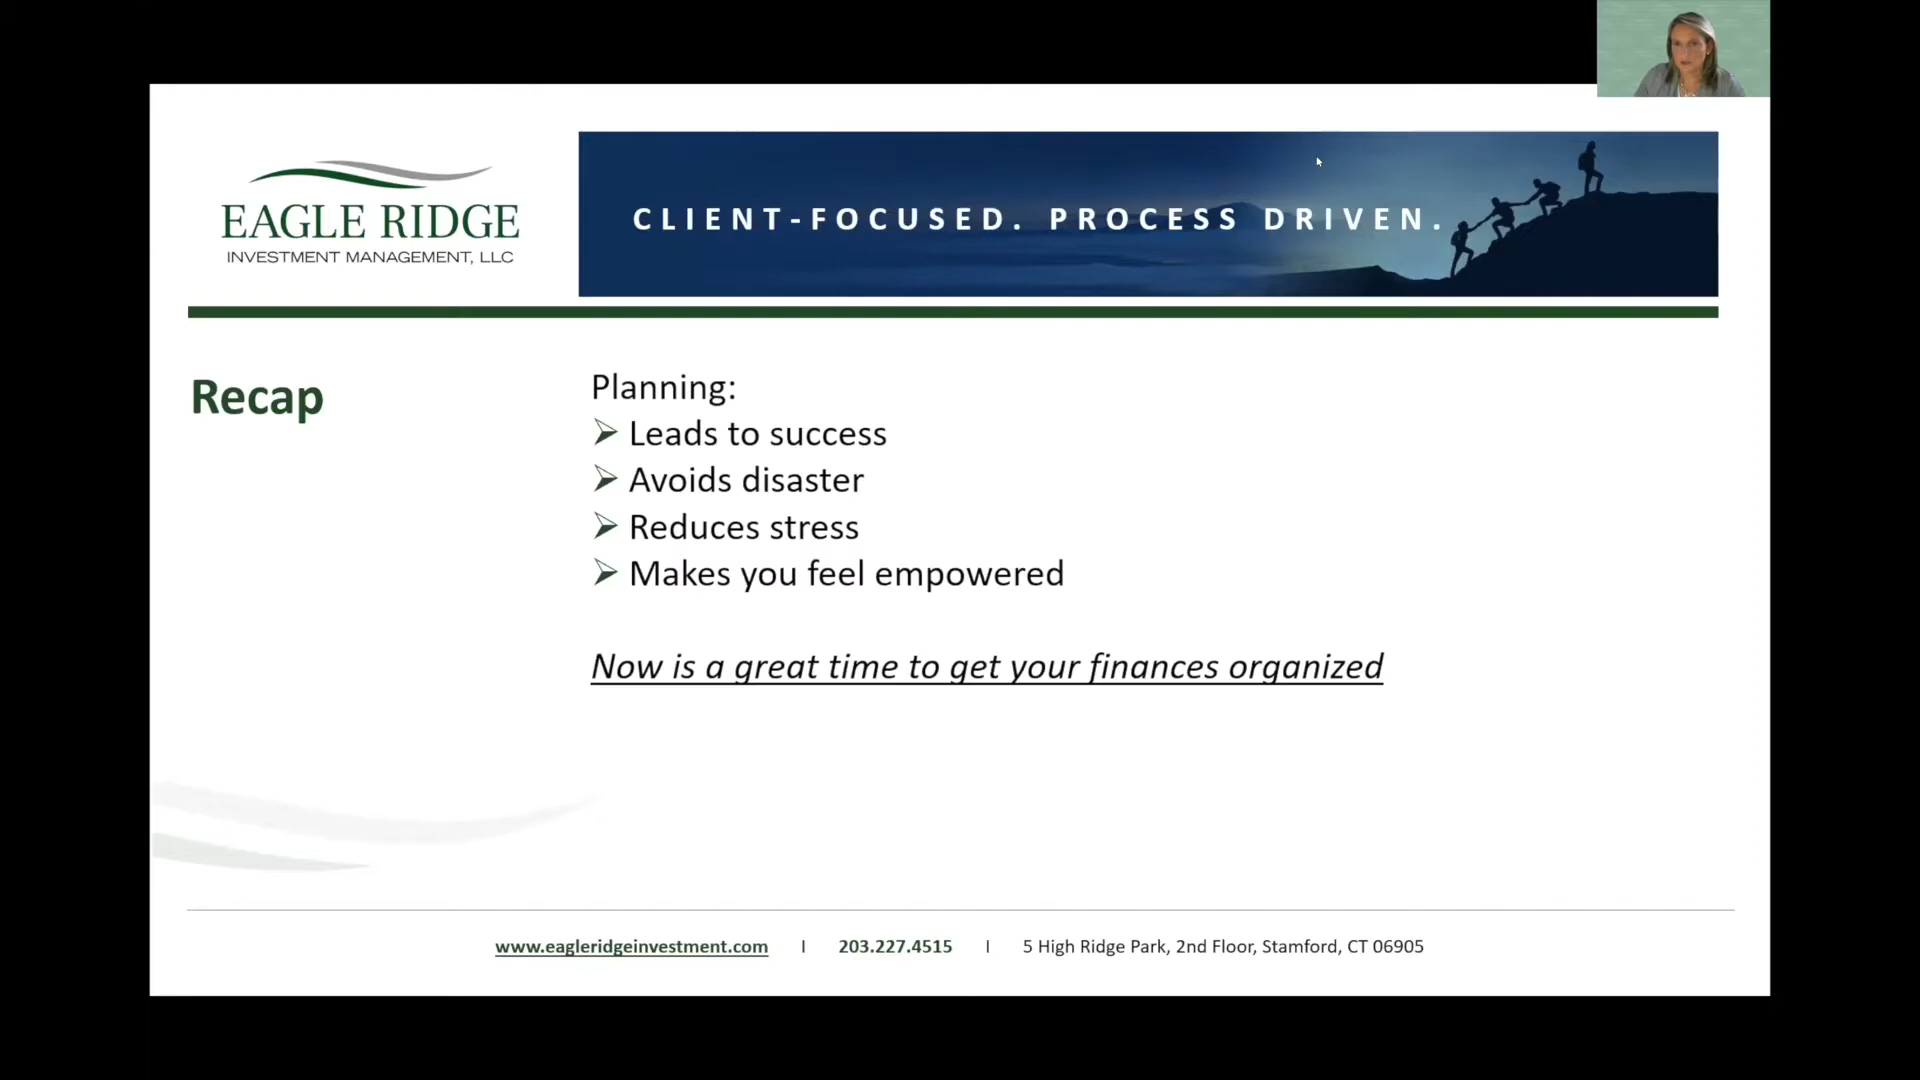 EAGLE RIDGE
INVESTMENT MANAGEMENT, LLC
CLIENT-FOCUSED. PROCESS DRIVEN.
Recap
Planning:
Leads to success
Avoids disaster
Reduces stress
Makes you feel empowered
Now is a great time to get your finances organized
www.eagleridgeinvestment.com I 203.227.4515 I 5 High Ridge Park, 2nd Floor, Stamford, CT 06905